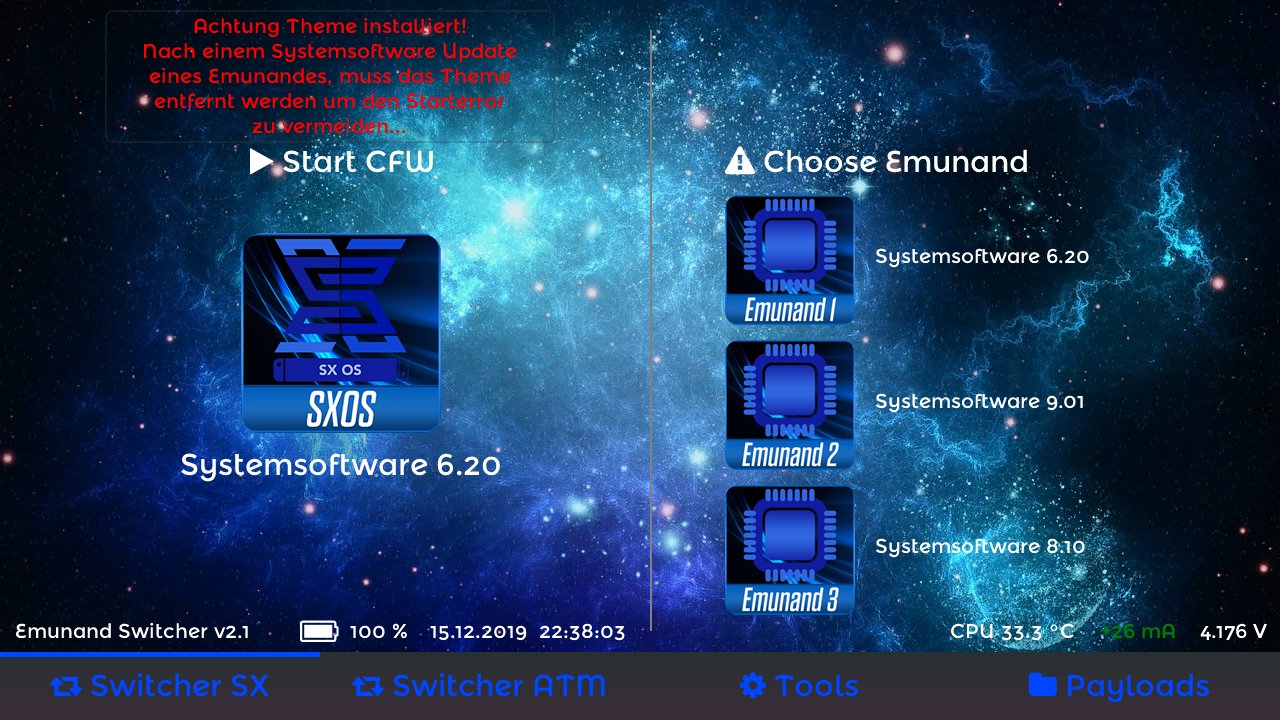 Achtung Theme installiert!
Nach einem Systemsoftware Update
eines Emunandes, muss das Theme
entfernt werden um den Starterror
zu vermeiden...
Start CFW
SX OS
SXOS
Systemsoftware 6.20
Choose Emunand
Emunand 1
Systemsoftware 6.20
Emunand 2
Systemsoftware 9.01
Emunand 3
Systemsoftware 8.10
Emunand Switcher v2.1 100 % 15.12.2019 22:38:03 CPU 33.3 °C +26 mA 4.176 V
Switcher SX Switcher ATM Tools Payloads